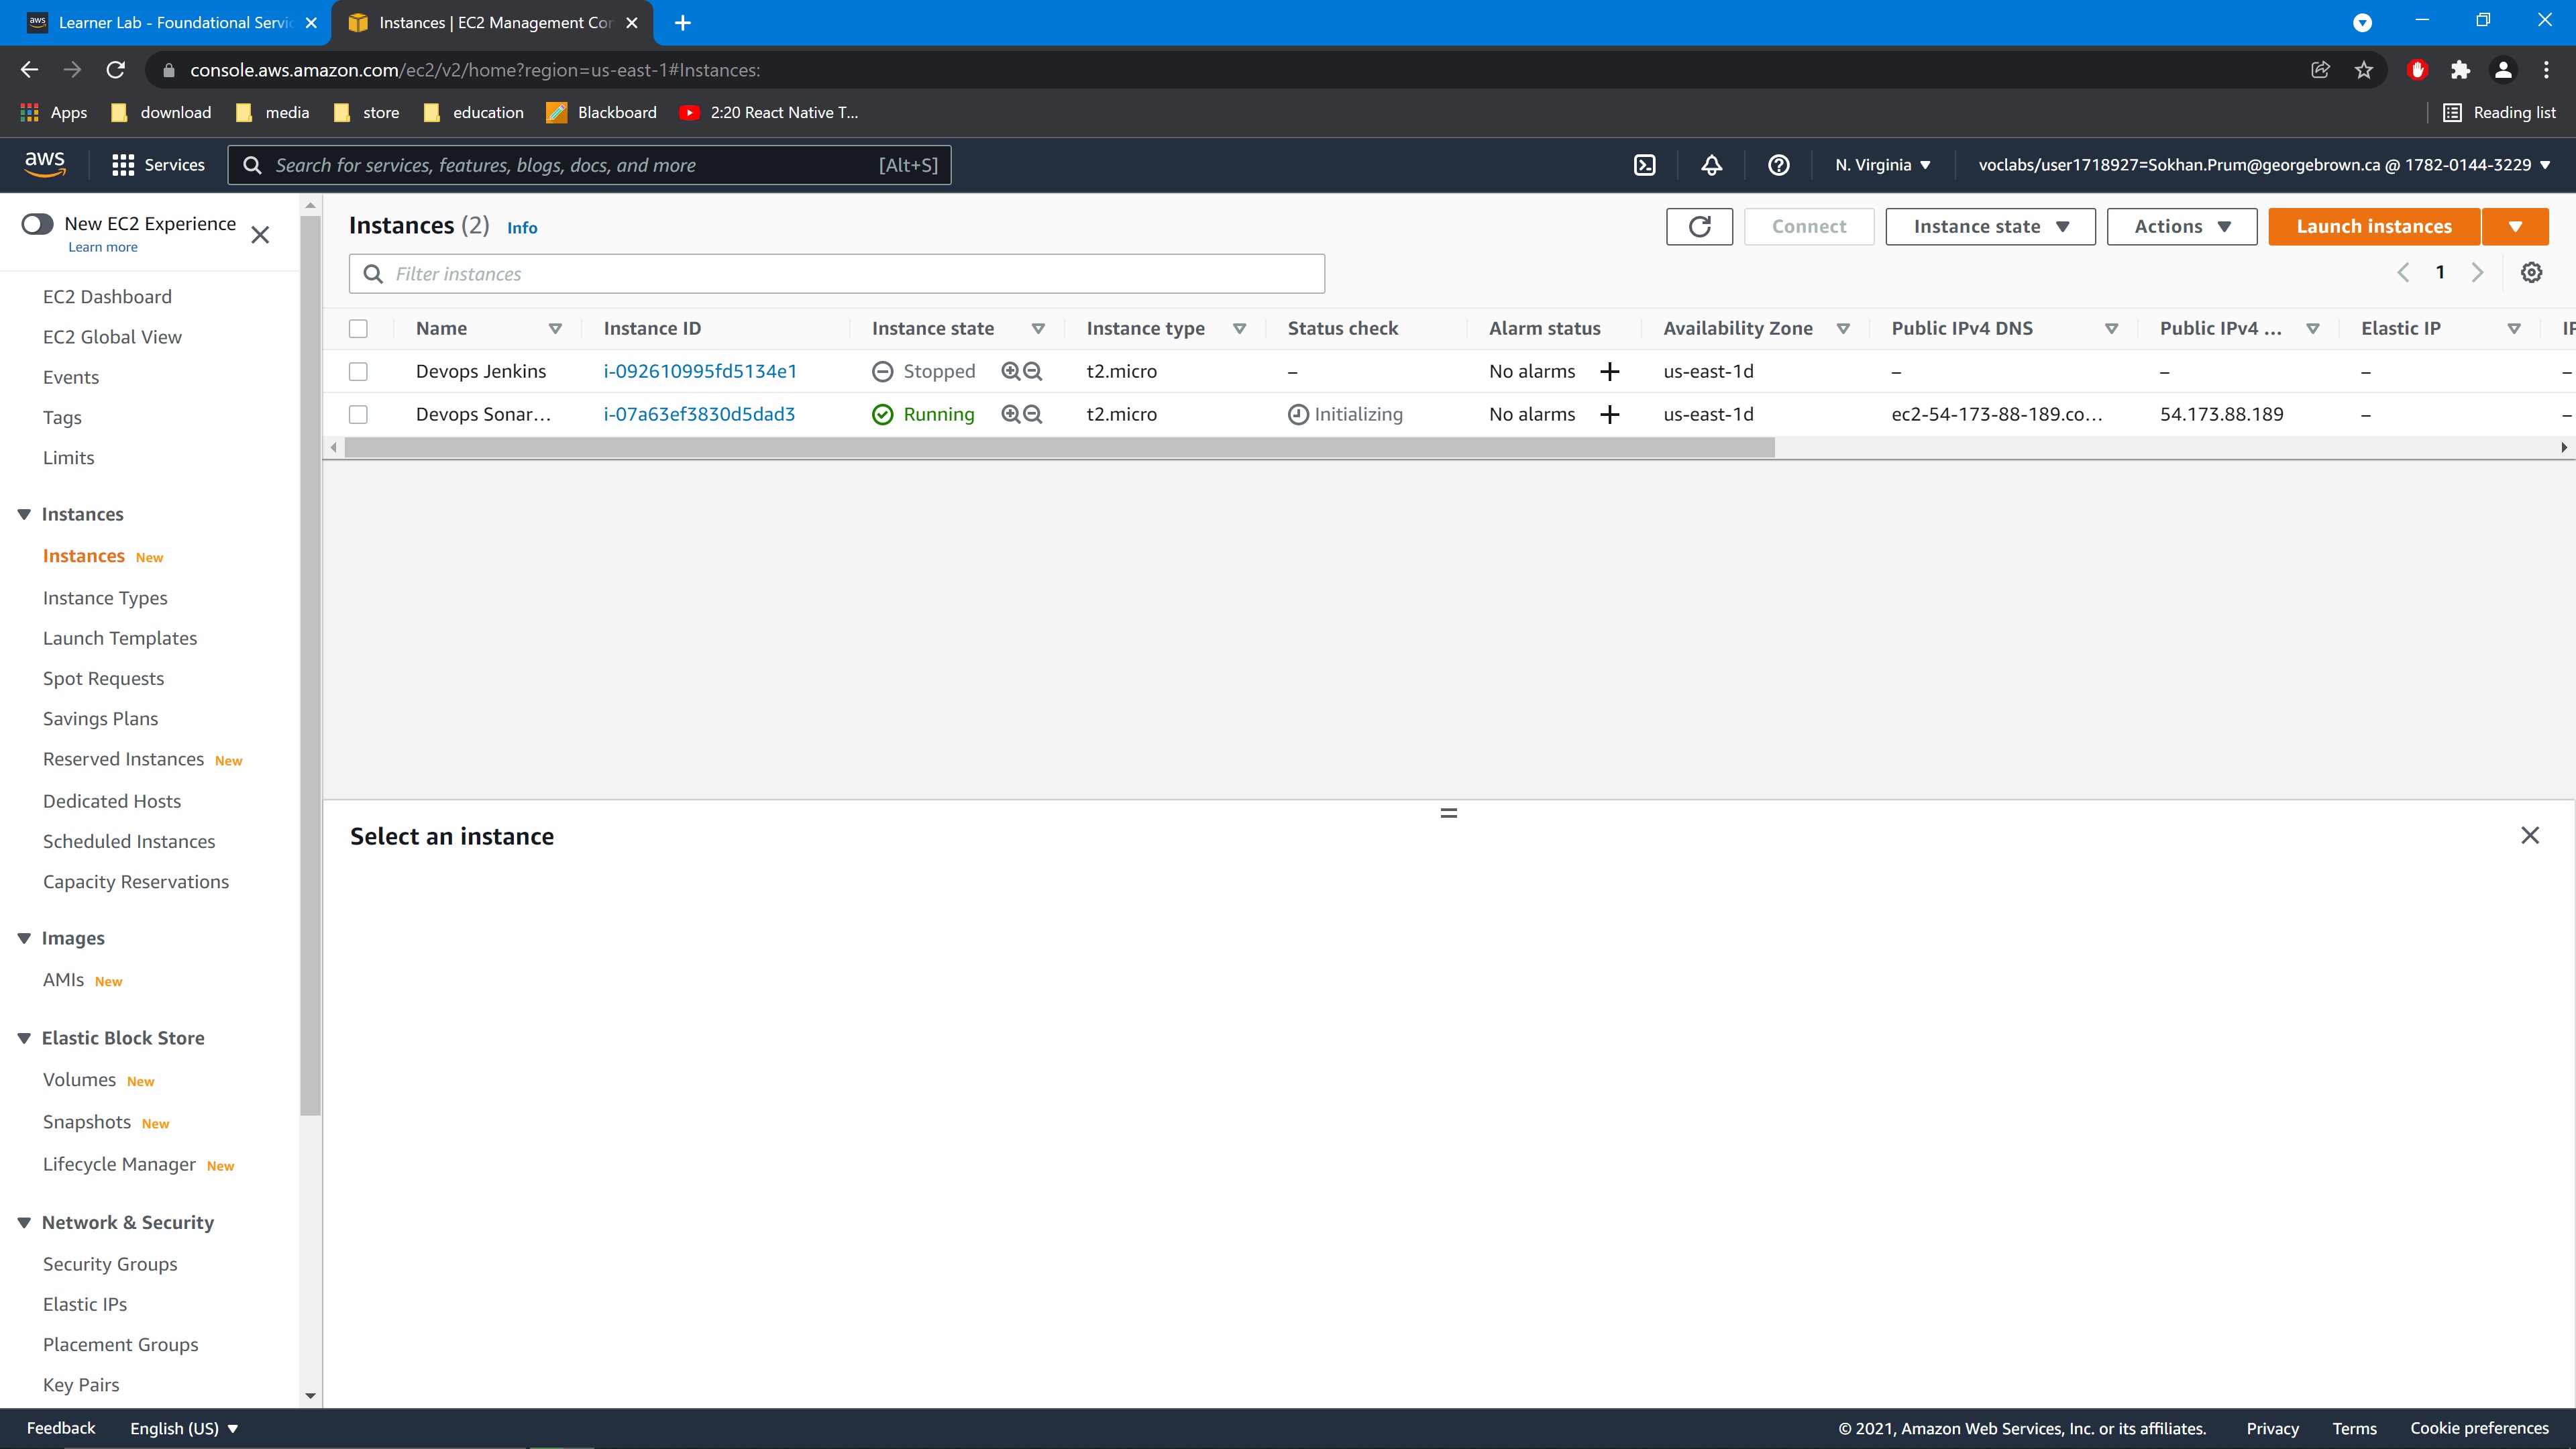 aws Learner Lab - Foundational Servic
Instances | EC2 Management Con
console.aws.amazon.com/ec2/v2/home?region=us-east-1#Instances:
Apps download media store education Blackboard 2:20 React Native T... Reading list
aws Services Search for services, features, blogs, docs, and more [Alt+S] N. Virginia voclabs/user1718927=Sokhan.Prum@georgebrown.ca @ 1782-0144-3229
New EC2 Experience
Learn more
EC2 Dashboard
EC2 Global View
Events
Tags
Limits
Instances
Instances New
Instance Types
Launch Templates
Spot Requests
Savings Plans
Reserved Instances New
Dedicated Hosts
Scheduled Instances
Capacity Reservations
Images
AMIs New
Elastic Block Store
Volumes New
Snapshots New
Lifecycle Manager New
Network & Security
Security Groups
Elastic IPs
Placement Groups
Key Pairs
Instances (2) Info Connect Instance state Actions Launch instances
Filter instances 1
Name Instance ID Instance state Instance type Status check Alarm status Availability Zone Public IPv4 DNS Public IPv4 ... Elastic IP IP
Devops Jenkins i-092610995fd5134e1 Stopped t2.micro – No alarms + us-east-1d – – – –
Devops Sonar... i-07a63ef3830d5dad3 Running t2.micro Initializing No alarms + us-east-1d ec2-54-173-88-189.co... 54.173.88.189 – –
Select an instance
Feedback English (US) © 2021, Amazon Web Services, Inc. or its affiliates. Privacy Terms Cookie preferences